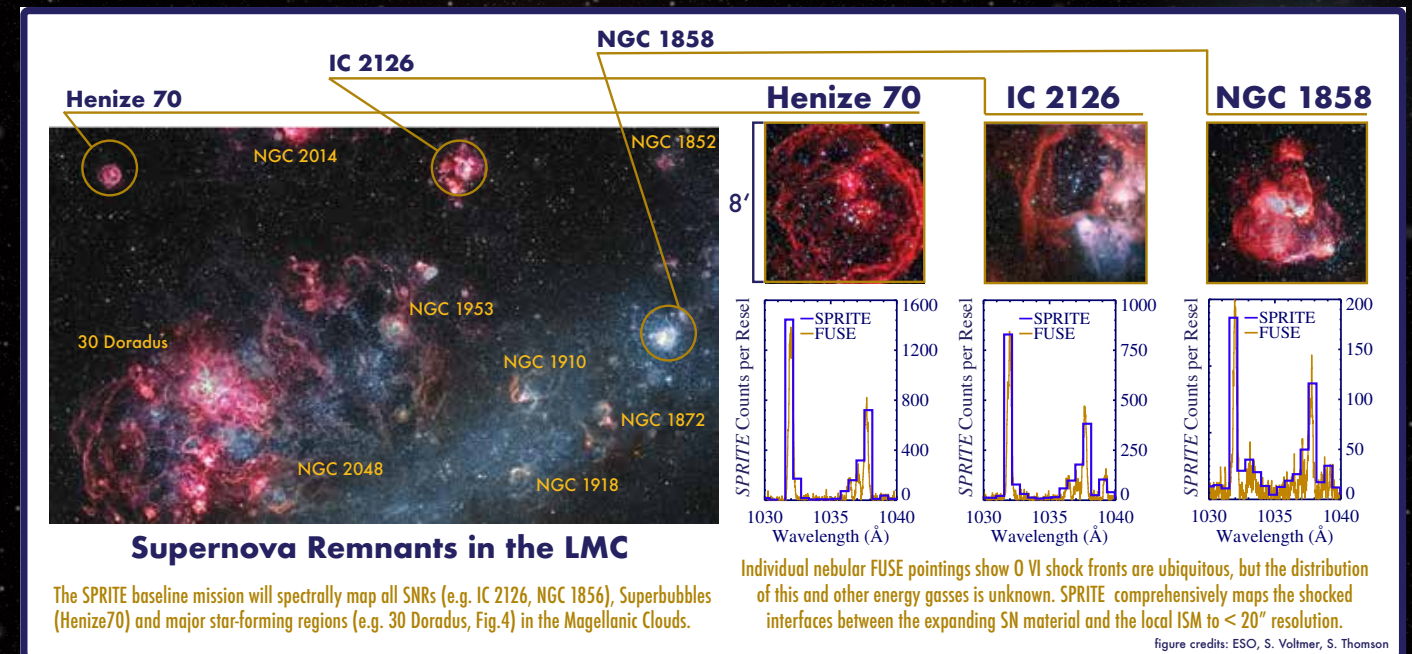 NGC 1858
IC 2126
Henize 70
Henize 70
IC 2126
NGC 1858
NGC 2014
NGC 1852
8'
NGC 1953
30 Doradus
NGC 1910
NGC 1872
NGC 2048
NGC 1918
SPRITE
FUSE
SPRITE Counts per Resel
1600
1200
800
400
0
1030
1035
1040
Wavelength (Å)
SPRITE
FUSE
SPRITE Counts per Resel
1000
750
500
250
0
1030
1035
1040
Wavelength (Å)
SPRITE
FUSE
SPRITE Counts per Resel
200
150
100
50
0
1030
1035
1040
Wavelength (Å)
Supernova Remnants in the LMC
The SPRITE baseline mission will spectrally map all SNRs (e.g. IC 2126, NGC 1856), Superbubbles
(Henize70) and major star-forming regions (e.g. 30 Doradus, Fig.4) in the Magellanic Clouds.
Individual nebular FUSE pointings show O VI shock fronts are ubiquitous, but the distribution
of this and other energy gasses is unknown. SPRITE comprehensively maps the shocked
interfaces between the expanding SN material and the local ISM to < 20" resolution.
figure credits: ESO, S. Voltmer, S. Thomson